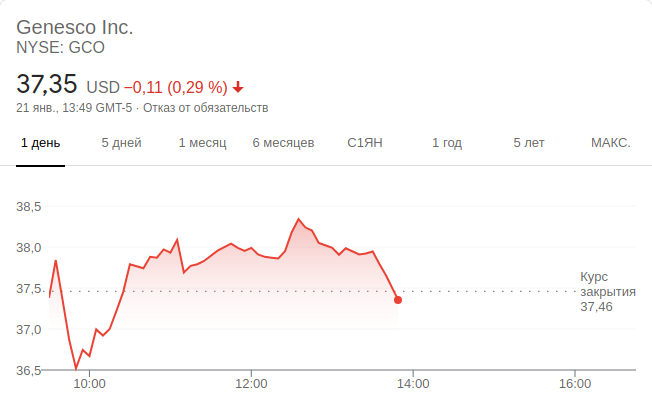 Genesco Inc.
NYSE: GCO
37,35 USD −0,11 (0,29 %)
21 янв., 13:49 GMT-5 · Отказ от обязательств
1 день 5 дней 1 месяц 6 месяцев С1ЯН 1 год 5 лет МАКС.
38,5
38,0
37,5
37,0
36,5
Курс
закрытия
37,46
10:00 12:00 14:00 16:00